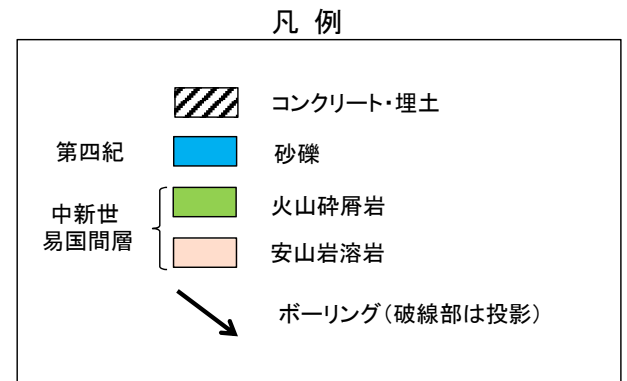 凡 例
コンクリート・埋土
第四紀 砂礫
中新世
易国間層
火山砕屑岩
安山岩溶岩
ボーリング(破線部は投影)